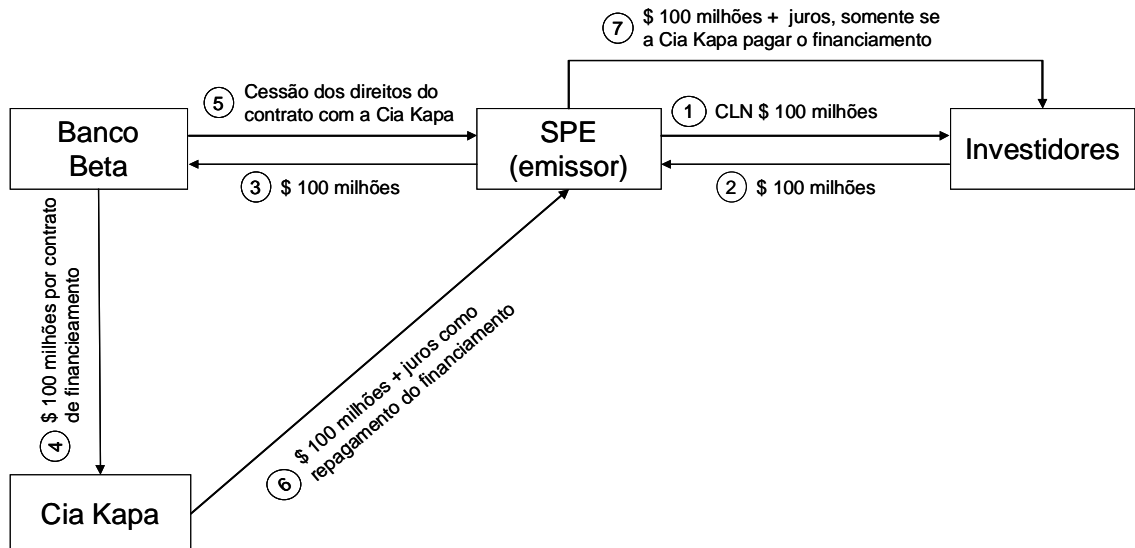 7 $ 100 milhões + juros, somente se
a Cia Kapa pagar o financiamento
5 Cessão dos direitos do
contrato com a Cia Kapa
1 CLN $ 100 milhões
Banco
Beta
SPE
(emissor)
Investidores
3 $ 100 milhões
2 $ 100 milhões
4 $ 100 milhões por contrato
de financieamento
6 $ 100 milhões + juros como
repagamento do financiamento
Cia Kapa